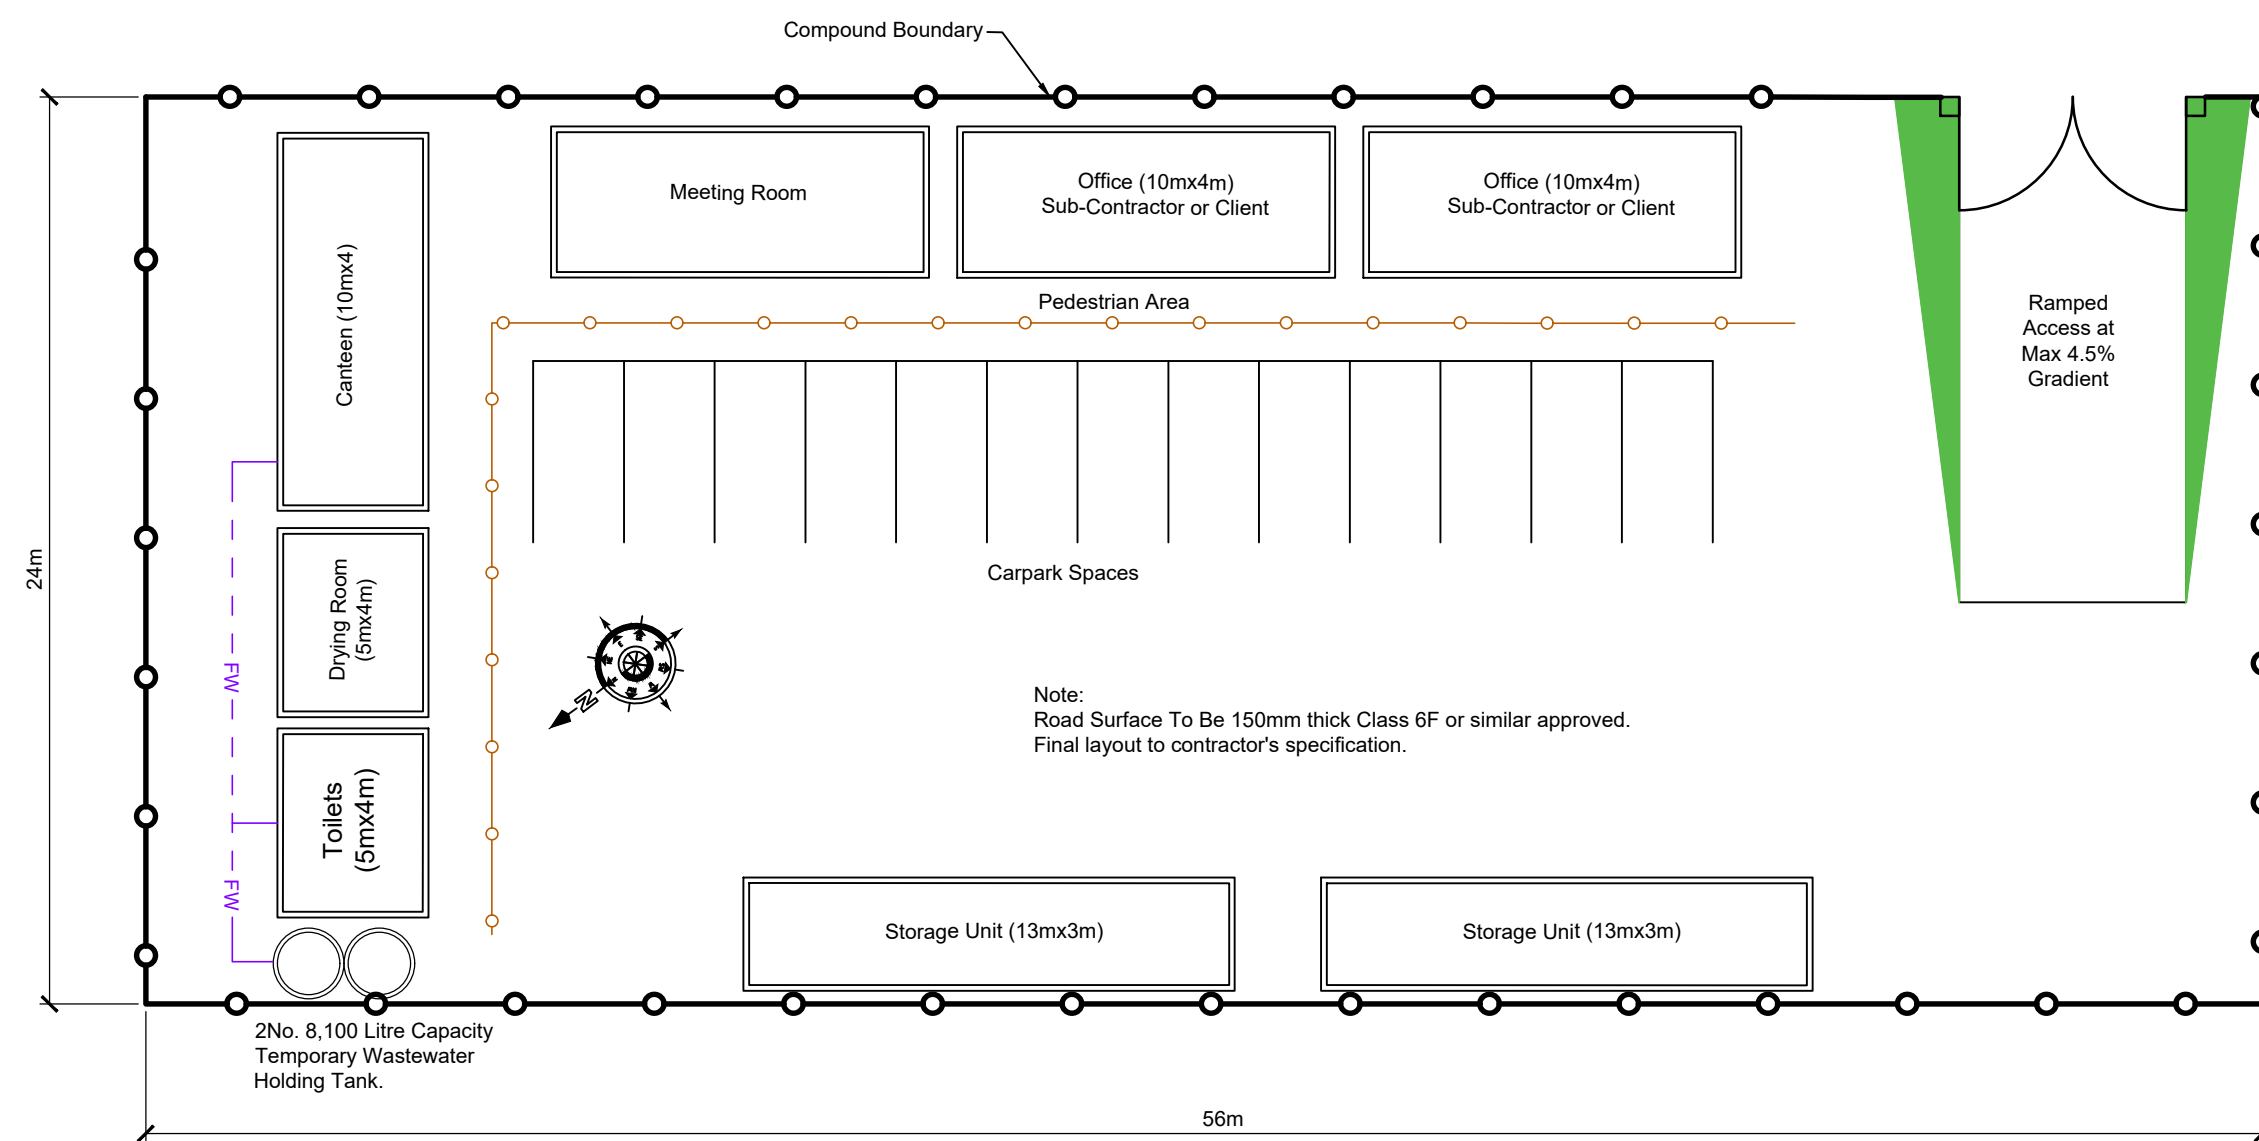 Compound Boundary
Meeting Room
Office (10mx4m)
Sub-Contractor or Client
Office (10mx4m)
Sub-Contractor or Client
Canteen (10mx4)
Pedestrian Area
Ramped
Access at
Max 4.5%
Gradient
Carpark Spaces
24m
Drying Room
(5mx4m)
FW
N
Note:
Road Surface To Be 150mm thick Class 6F or similar approved.
Final layout to contractor's specification.
Toilets
(5mx4m)
FW
Storage Unit (13mx3m)
Storage Unit (13mx3m)
2No. 8,100 Litre Capacity
Temporary Wastewater
Holding Tank.
56m